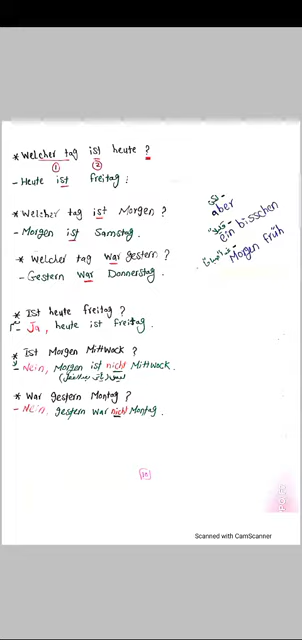 * Welcher tag ist heute ?
① ②
- Heute ist freitag :
* Welcher tag ist Morgen ?
- Morgen ist Samstag.
* Welcher tag war gestern ?
- Gestern war Donnerstag.
* Ist heute freitag ?
- Ja, heute ist freitag.
* Ist Morgen Mittwock ?
- Nein, Morgen ist nicht Mittwock.
* War gestern Montag ?
- Nein, gestern war nicht Montag.
aber
ein bisschen
Morgen früh
Scanned with CamScanner